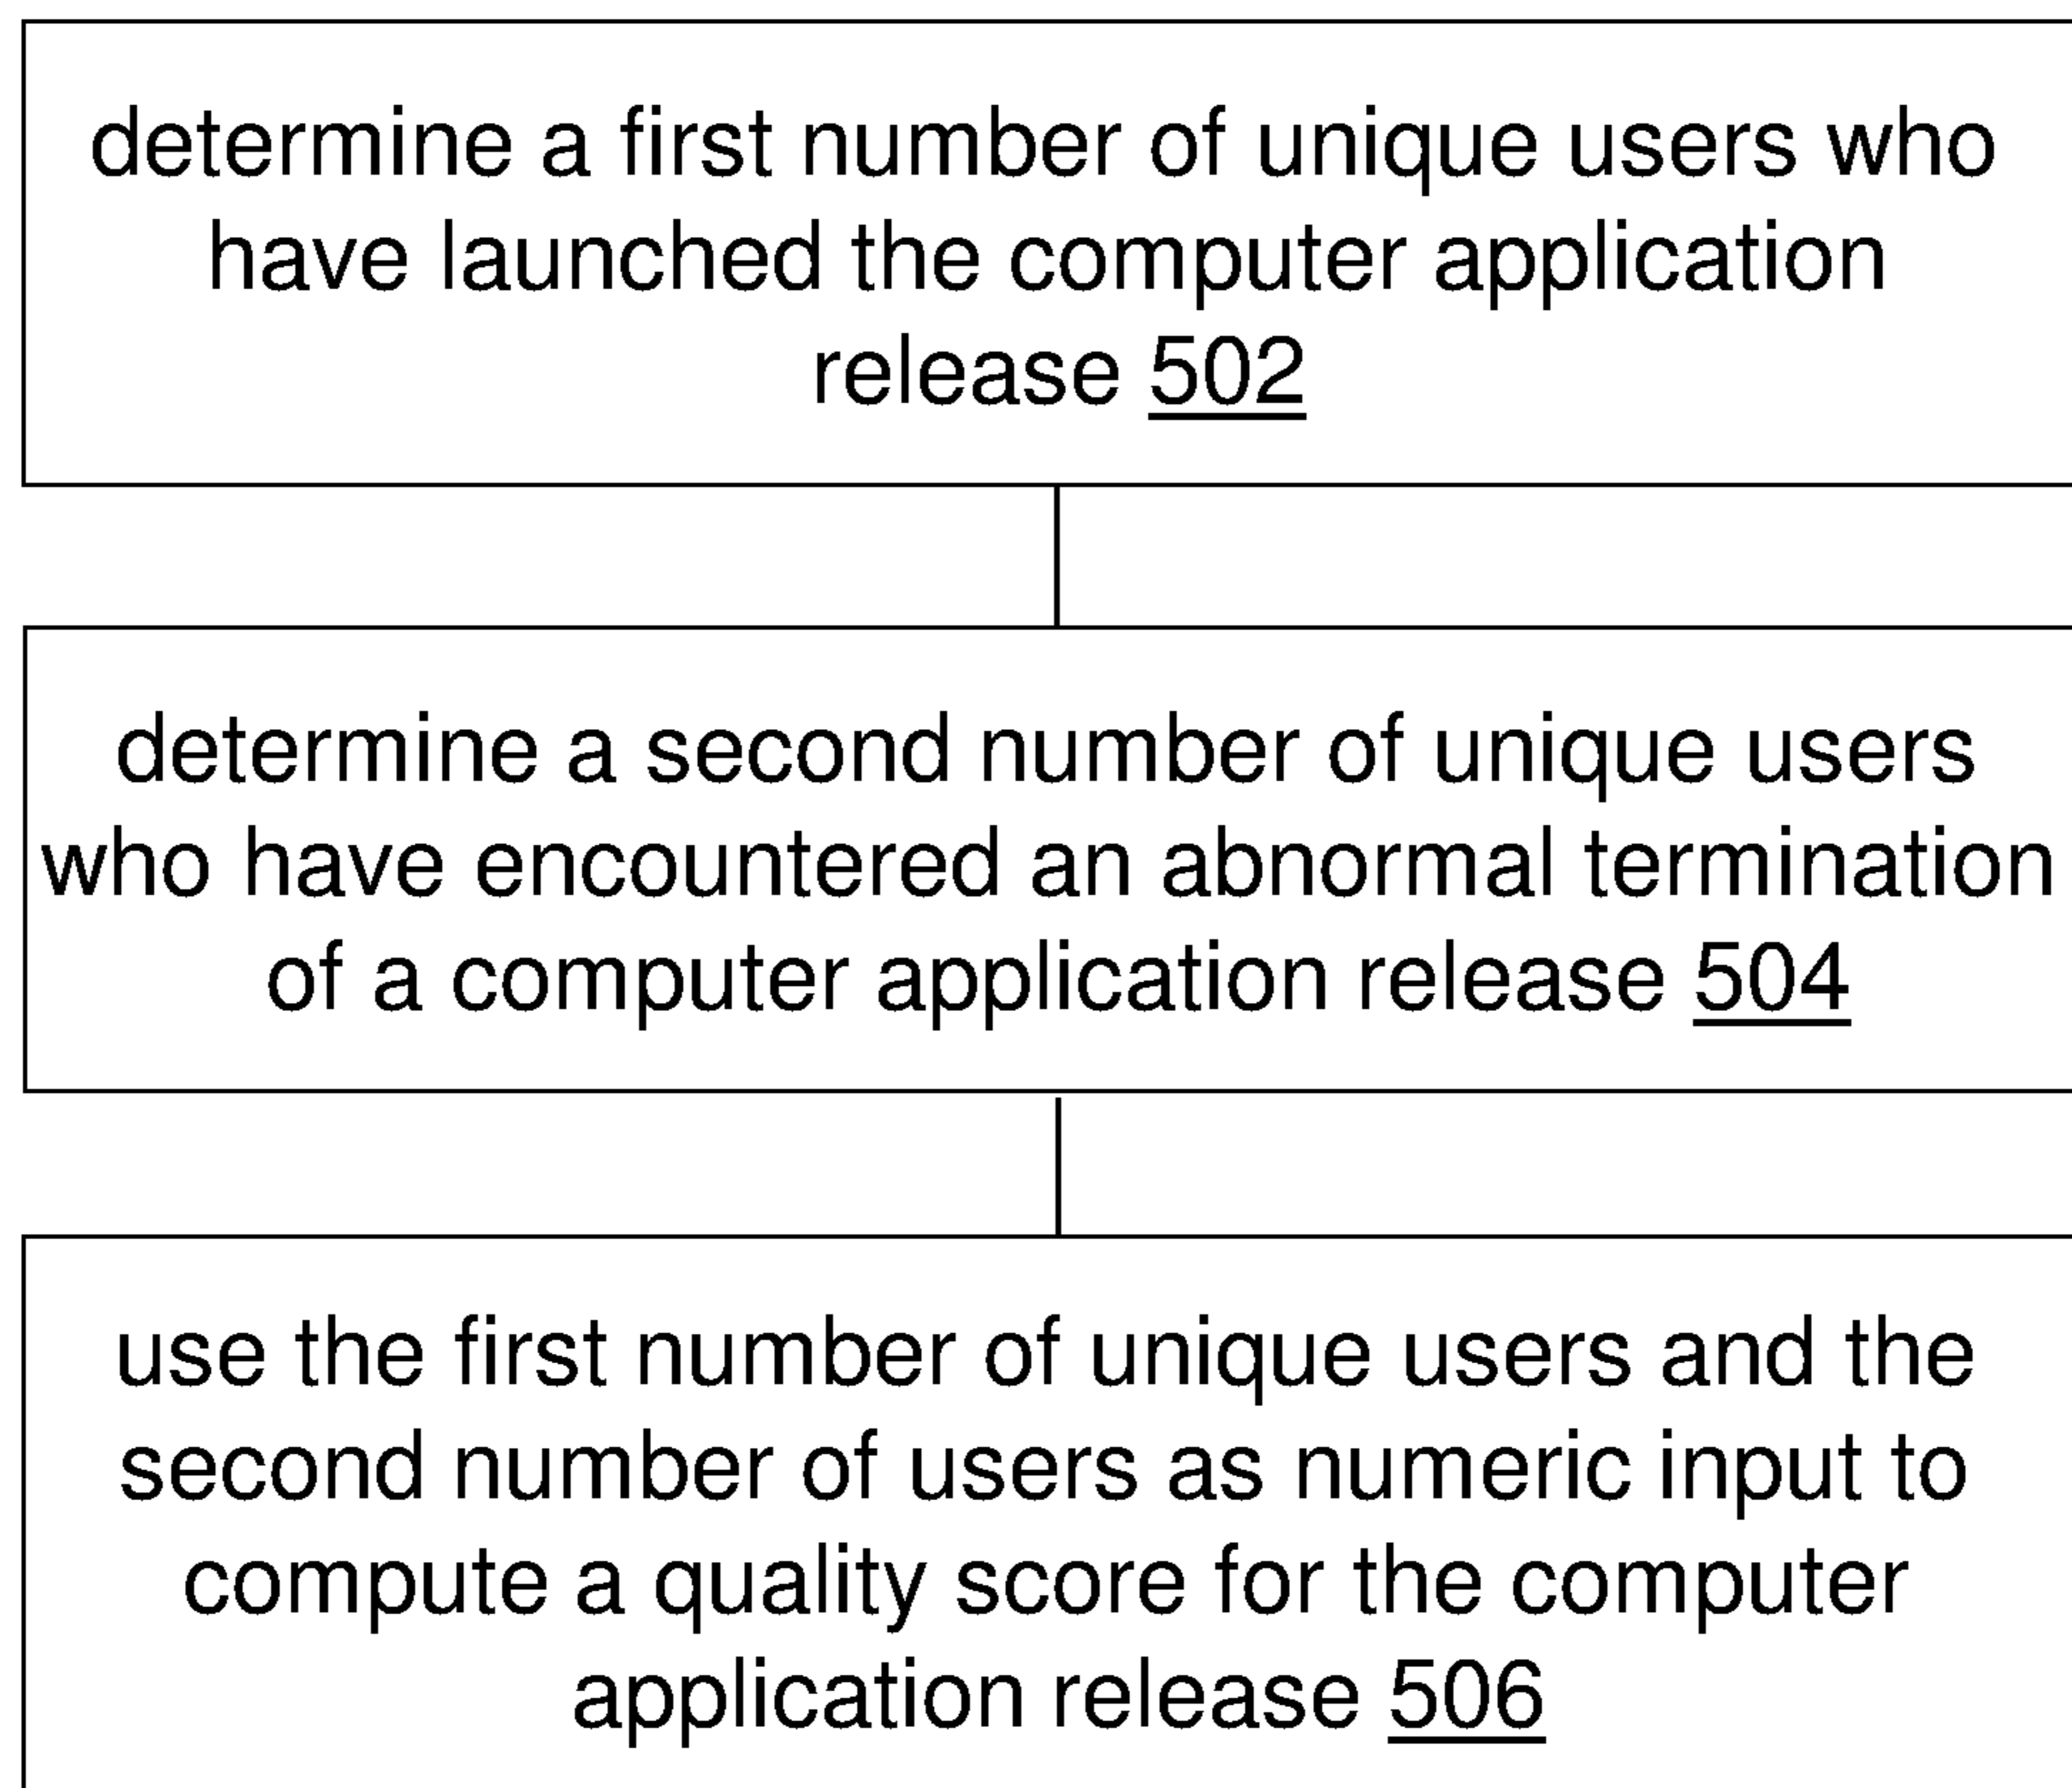 determine a first number of unique users who
have launched the computer application
release 502
determine a second number of unique users
who have encountered an abnormal termination
of a computer application release 504
use the first number of unique users and the
second number of users as numeric input to
compute a quality score for the computer
application release 506